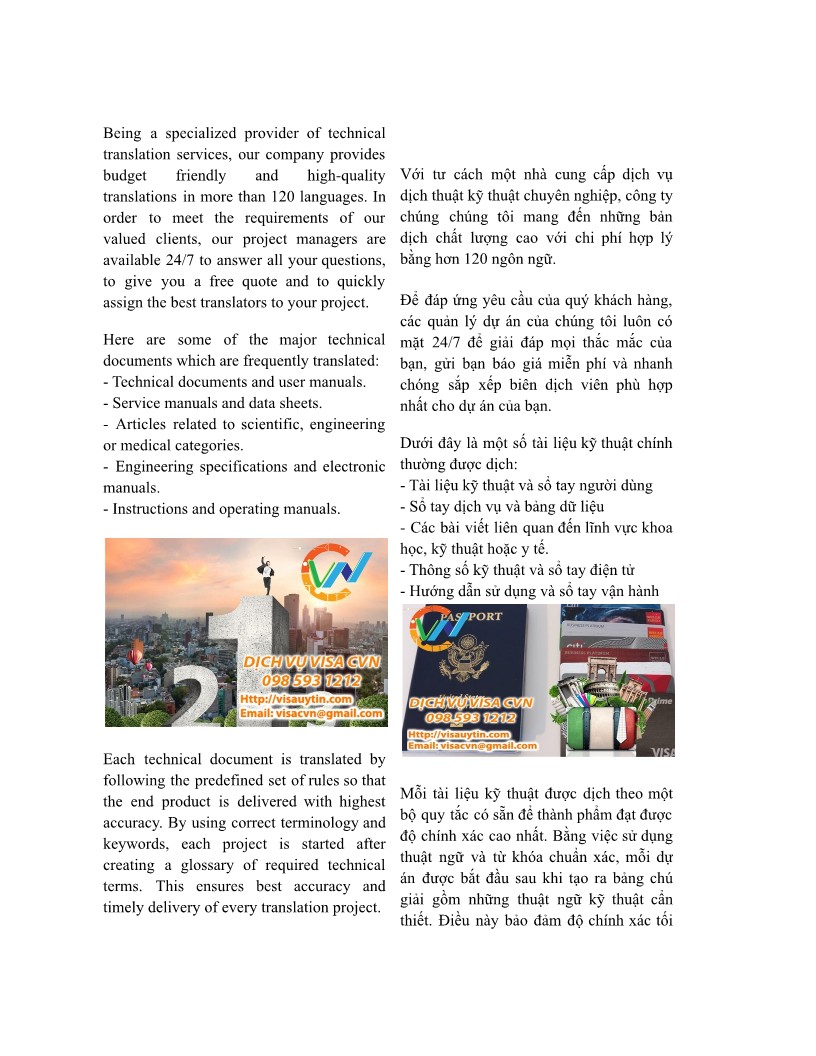 Being a specialized provider of technical
translation services, our company provides
budget friendly and high-quality
translations in more than 120 languages. In
order to meet the requirements of our
valued clients, our project managers are
available 24/7 to answer all your questions,
to give you a free quote and to quickly
assign the best translators to your project.
Here are some of the major technical
documents which are frequently translated:
- Technical documents and user manuals.
- Service manuals and data sheets.
- Articles related to scientific, engineering
or medical categories.
- Engineering specifications and electronic
manuals.
- Instructions and operating manuals.
CVN
21
DỊCH VỤ VISA CVN
098 593 1212
Http://visauytin.com
Email: visacvn@gmail.com
Each technical document is translated by
following the predefined set of rules so that
the end product is delivered with highest
accuracy. By using correct terminology and
keywords, each project is started after
creating a glossary of required technical
terms. This ensures best accuracy and
timely delivery of every translation project.
Với tư cách một nhà cung cấp dịch vụ
dịch thuật kỹ thuật chuyên nghiệp, công ty
chúng chúng tôi mang đến những bản
dịch chất lượng cao với chi phí hợp lý
bằng hơn 120 ngôn ngữ.
Để đáp ứng yêu cầu của quý khách hàng,
các quản lý dự án của chúng tôi luôn có
mặt 24/7 để giải đáp mọi thắc mắc của
bạn, gửi bạn báo giá miễn phí và nhanh
chóng sắp xếp biên dịch viên phù hợp
nhất cho dự án của bạn.
Dưới đây là một số tài liệu kỹ thuật chính
thường được dịch:
- Tài liệu kỹ thuật và sổ tay người dùng
- Sổ tay dịch vụ và bảng dữ liệu
- Các bài viết liên quan đến lĩnh vực khoa
học, kỹ thuật hoặc y tế.
- Thông số kỹ thuật và sổ tay điện tử
- Hướng dẫn sử dụng và sổ tay vận hành
CVN
PASSPORT
United States
DỊCH VỤ VISA CVN
098 593 1212
Http://visauytin.com
Email: visacvn@gmail.com
VISA
Mỗi tài liệu kỹ thuật được dịch theo một
bộ quy tắc có sẵn để thành phẩm đạt được
độ chính xác cao nhất. Bằng việc sử dụng
thuật ngữ và từ khóa chuẩn xác, mỗi dự
án được bắt đầu sau khi tạo ra bảng chú
giải gồm những thuật ngữ kỹ thuật cần
thiết. Điều này bảo đảm độ chính xác tối